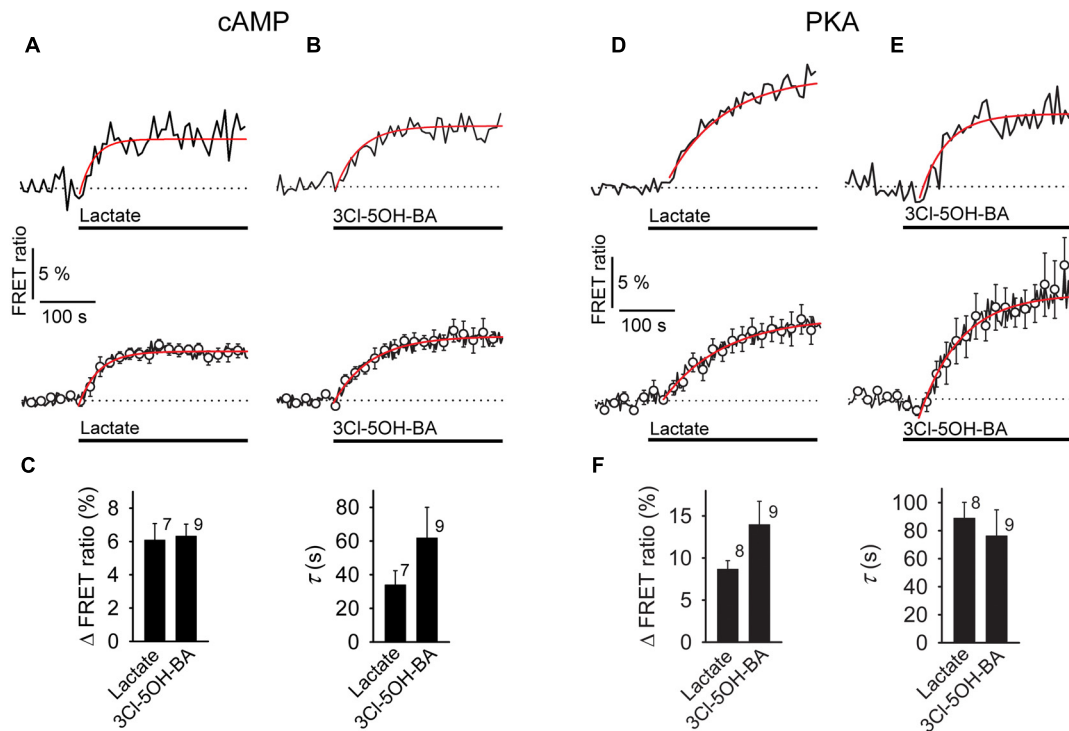 cAMP
PKA
A
B
D
E
Lactate
3Cl-5OH-BA
Lactate
3Cl-5OH-BA
FRET ratio
5 %
100 s
FRET ratio
5 %
100 s
Lactate
3Cl-5OH-BA
Lactate
3Cl-5OH-BA
C
F
Δ FRET ratio (%)
8
6
4
2
0
7
9
Lactate
3Cl-5OH-BA
τ (s)
80
60
40
20
0
7
9
Lactate
3Cl-5OH-BA
Δ FRET ratio (%)
15
10
5
0
8
9
Lactate
3Cl-5OH-BA
τ (s)
100
80
60
40
20
0
8
9
Lactate
3Cl-5OH-BA